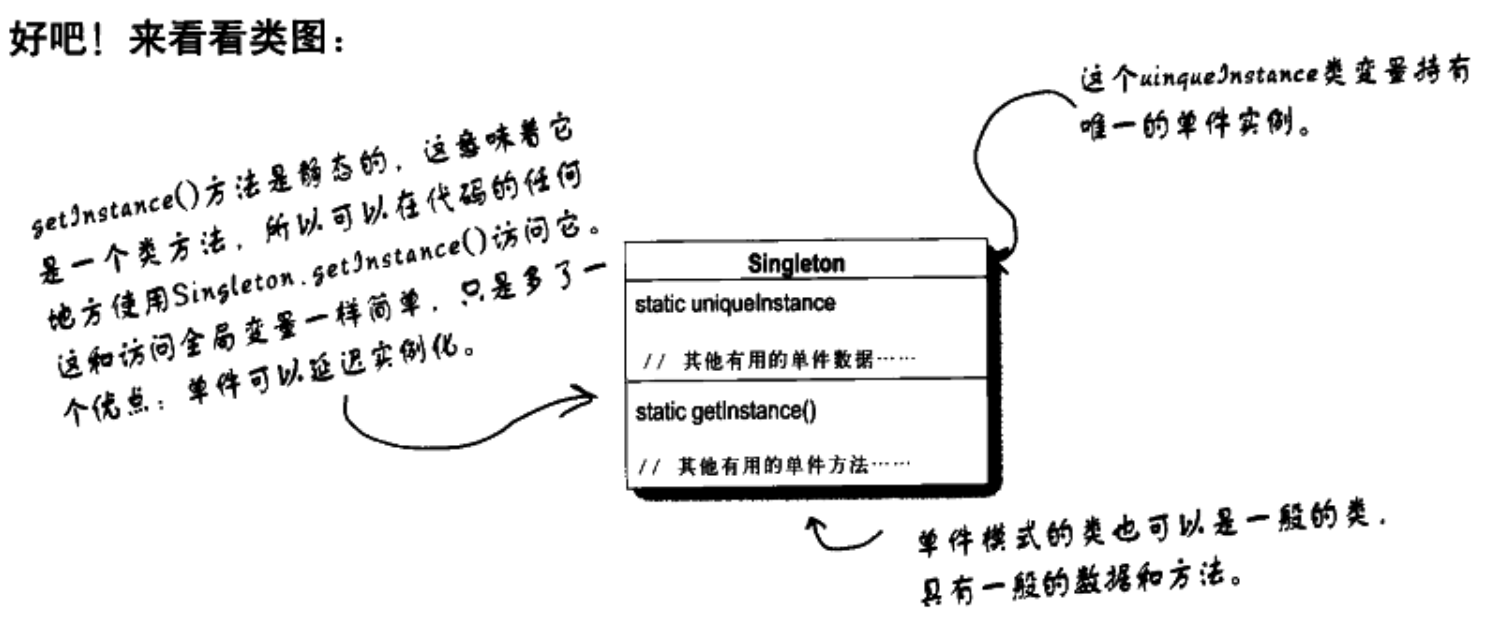 好吧！来看看类图：
这个uinqueInstance类变量持有
唯一的单件实例。
getInstance()方法是静态的，这意味着它
是一个类方法，所以可以在代码的任何
地方使用Singleton.getInstance()访问它。
这和访问全局变量一样简单，只是多了一
个优点：单件可以延迟实例化。
Singleton
static uniqueInstance
// 其他有用的单件数据……
static getInstance()
// 其他有用的单件方法……
单件模式的类也可以是一般的类，
具有一般的数据和方法。